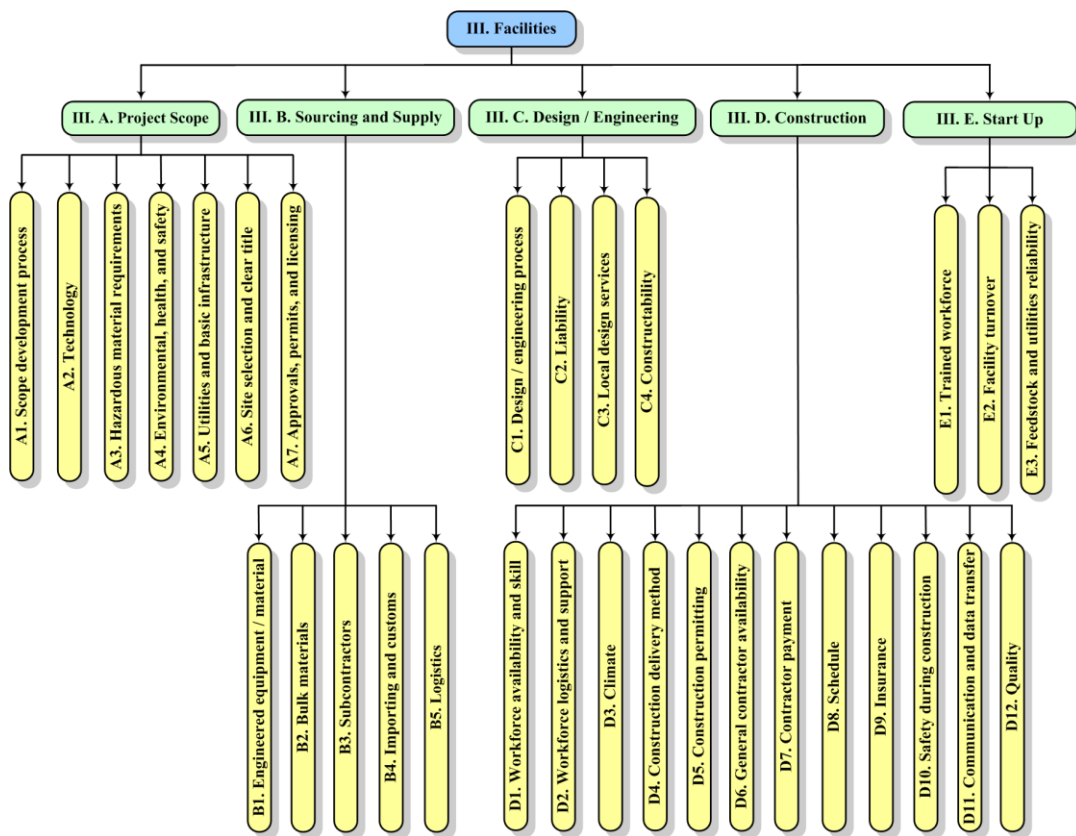 III. Facilities
III. A. Project Scope
III. B. Sourcing and Supply
III. C. Design / Engineering
III. D. Construction
III. E. Start Up
A1. Scope development process
A2. Technology
A3. Hazardous material requirements
A4. Environmental, health, and safety
A5. Utilities and basic infrastructure
A6. Site selection and clear title
A7. Approvals, permits, and licensing
C1. Design / engineering process
C2. Liability
C3. Local design services
C4. Constructability
E1. Trained workforce
E2. Facility turnover
E3. Feedstock and utilities reliability
B1. Engineered equipment / material
B2. Bulk materials
B3. Subcontractors
B4. Importing and customs
B5. Logistics
D1. Workforce availability and skill
D2. Workforce logistics and support
D3. Climate
D4. Construction delivery method
D5. Construction permitting
D6. General contractor availability
D7. Contractor payment
D8. Schedule
D9. Insurance
D10. Safety during construction
D11. Communication and data transfer
D12. Quality